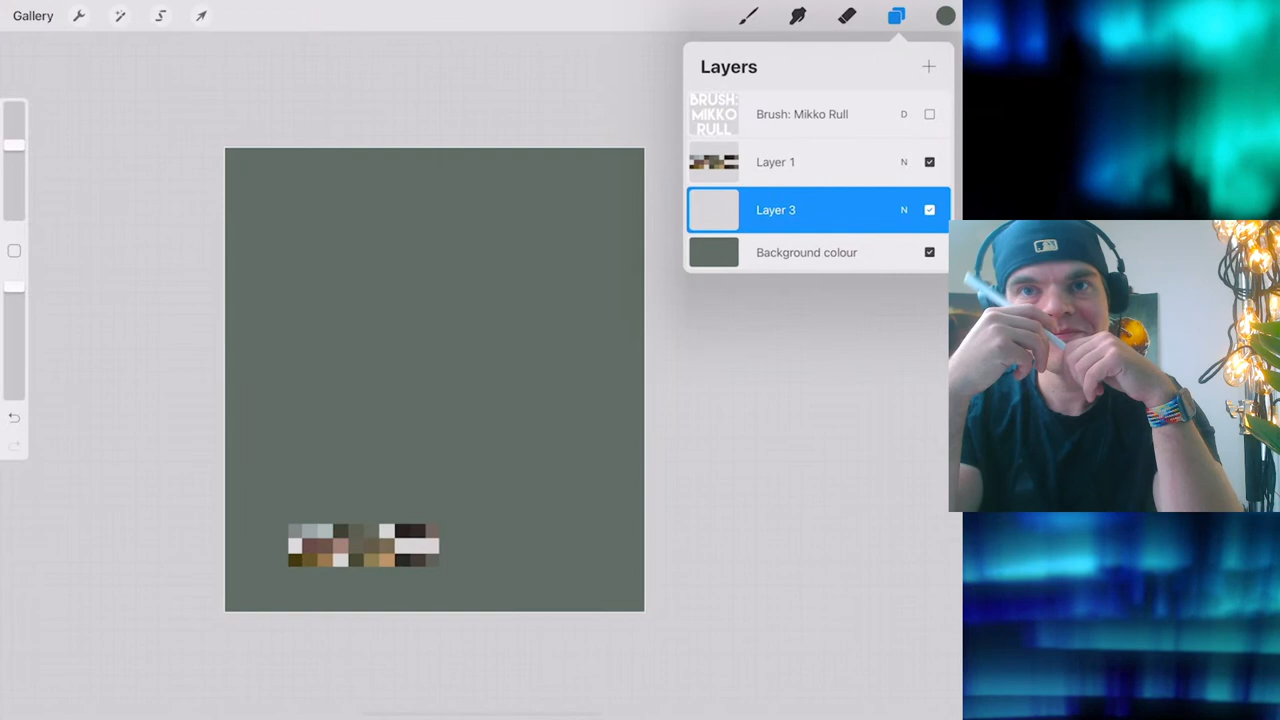 Gallery
Layers
BRUSH:
MIKKO
RULL
Brush: Mikko Rull
D
Layer 1
N
Layer 3
N
Background colour